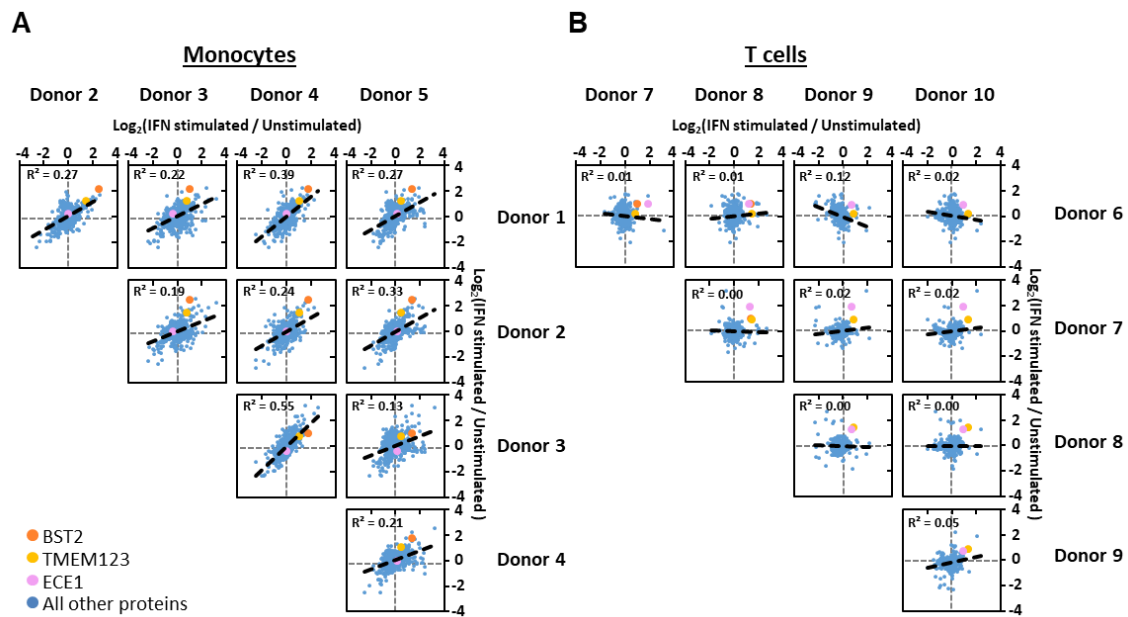 A
B
Monocytes
T cells
Donor 2 Donor 3 Donor 4 Donor 5
Donor 7 Donor 8 Donor 9 Donor 10
Log₂(IFN stimulated / Unstimulated)
Log₂(IFN stimulated / Unstimulated)
-4 -2 0 2 4 -4 -2 0 2 4 -4 -2 0 2 4 -4 -2 0 2 4
-4 -2 0 2 4 -4 -2 0 2 4 -4 -2 0 2 4 -4 -2 0 2 4
R² = 0.27 R² = 0.22 R² = 0.39 R² = 0.27
4
2
0
-2
-4
Donor 1
R² = 0.01 R² = 0.01 R² = 0.12 R² = 0.02
4
2
0
-2
-4
Donor 6
R² = 0.19 R² = 0.24 R² = 0.33
4
2
0
-2
-4
Donor 2
R² = 0.00 R² = 0.02 R² = 0.02
4
2
0
-2
-4
Donor 7
Log₂(IFN stimulated / Unstimulated)
Log₂(IFN stimulated / Unstimulated)
R² = 0.55 R² = 0.13
4
2
0
-2
-4
Donor 3
R² = 0.00 R² = 0.00
4
2
0
-2
-4
Donor 8
R² = 0.21
4
2
0
-2
-4
Donor 4
R² = 0.05
4
2
0
-2
-4
Donor 9
BST2
TMEM123
ECE1
All other proteins